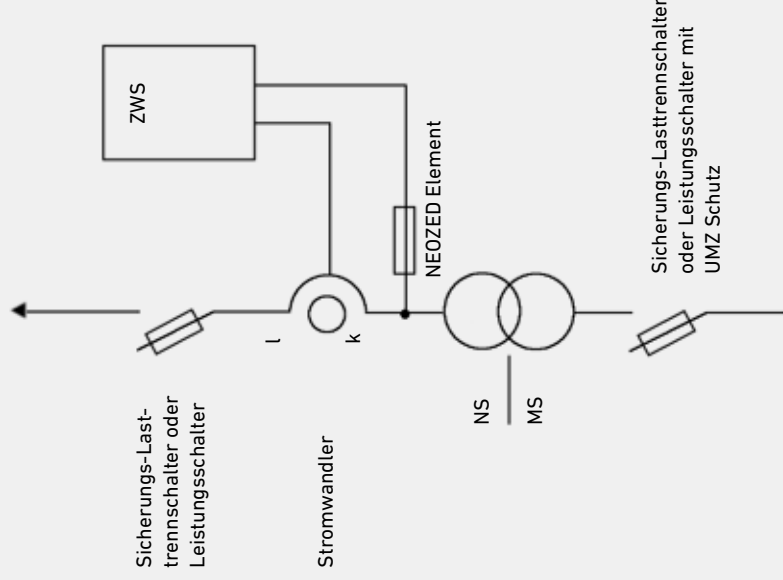 ZWS
Sicherungs-Lasttrennschalter
oder Leistungsschalter mit
UMZ Schutz
NEOZED Element
l
k
NS
MS
Sicherungs-Last-
trennschalter oder
Leistungsschalter
Stromwandler